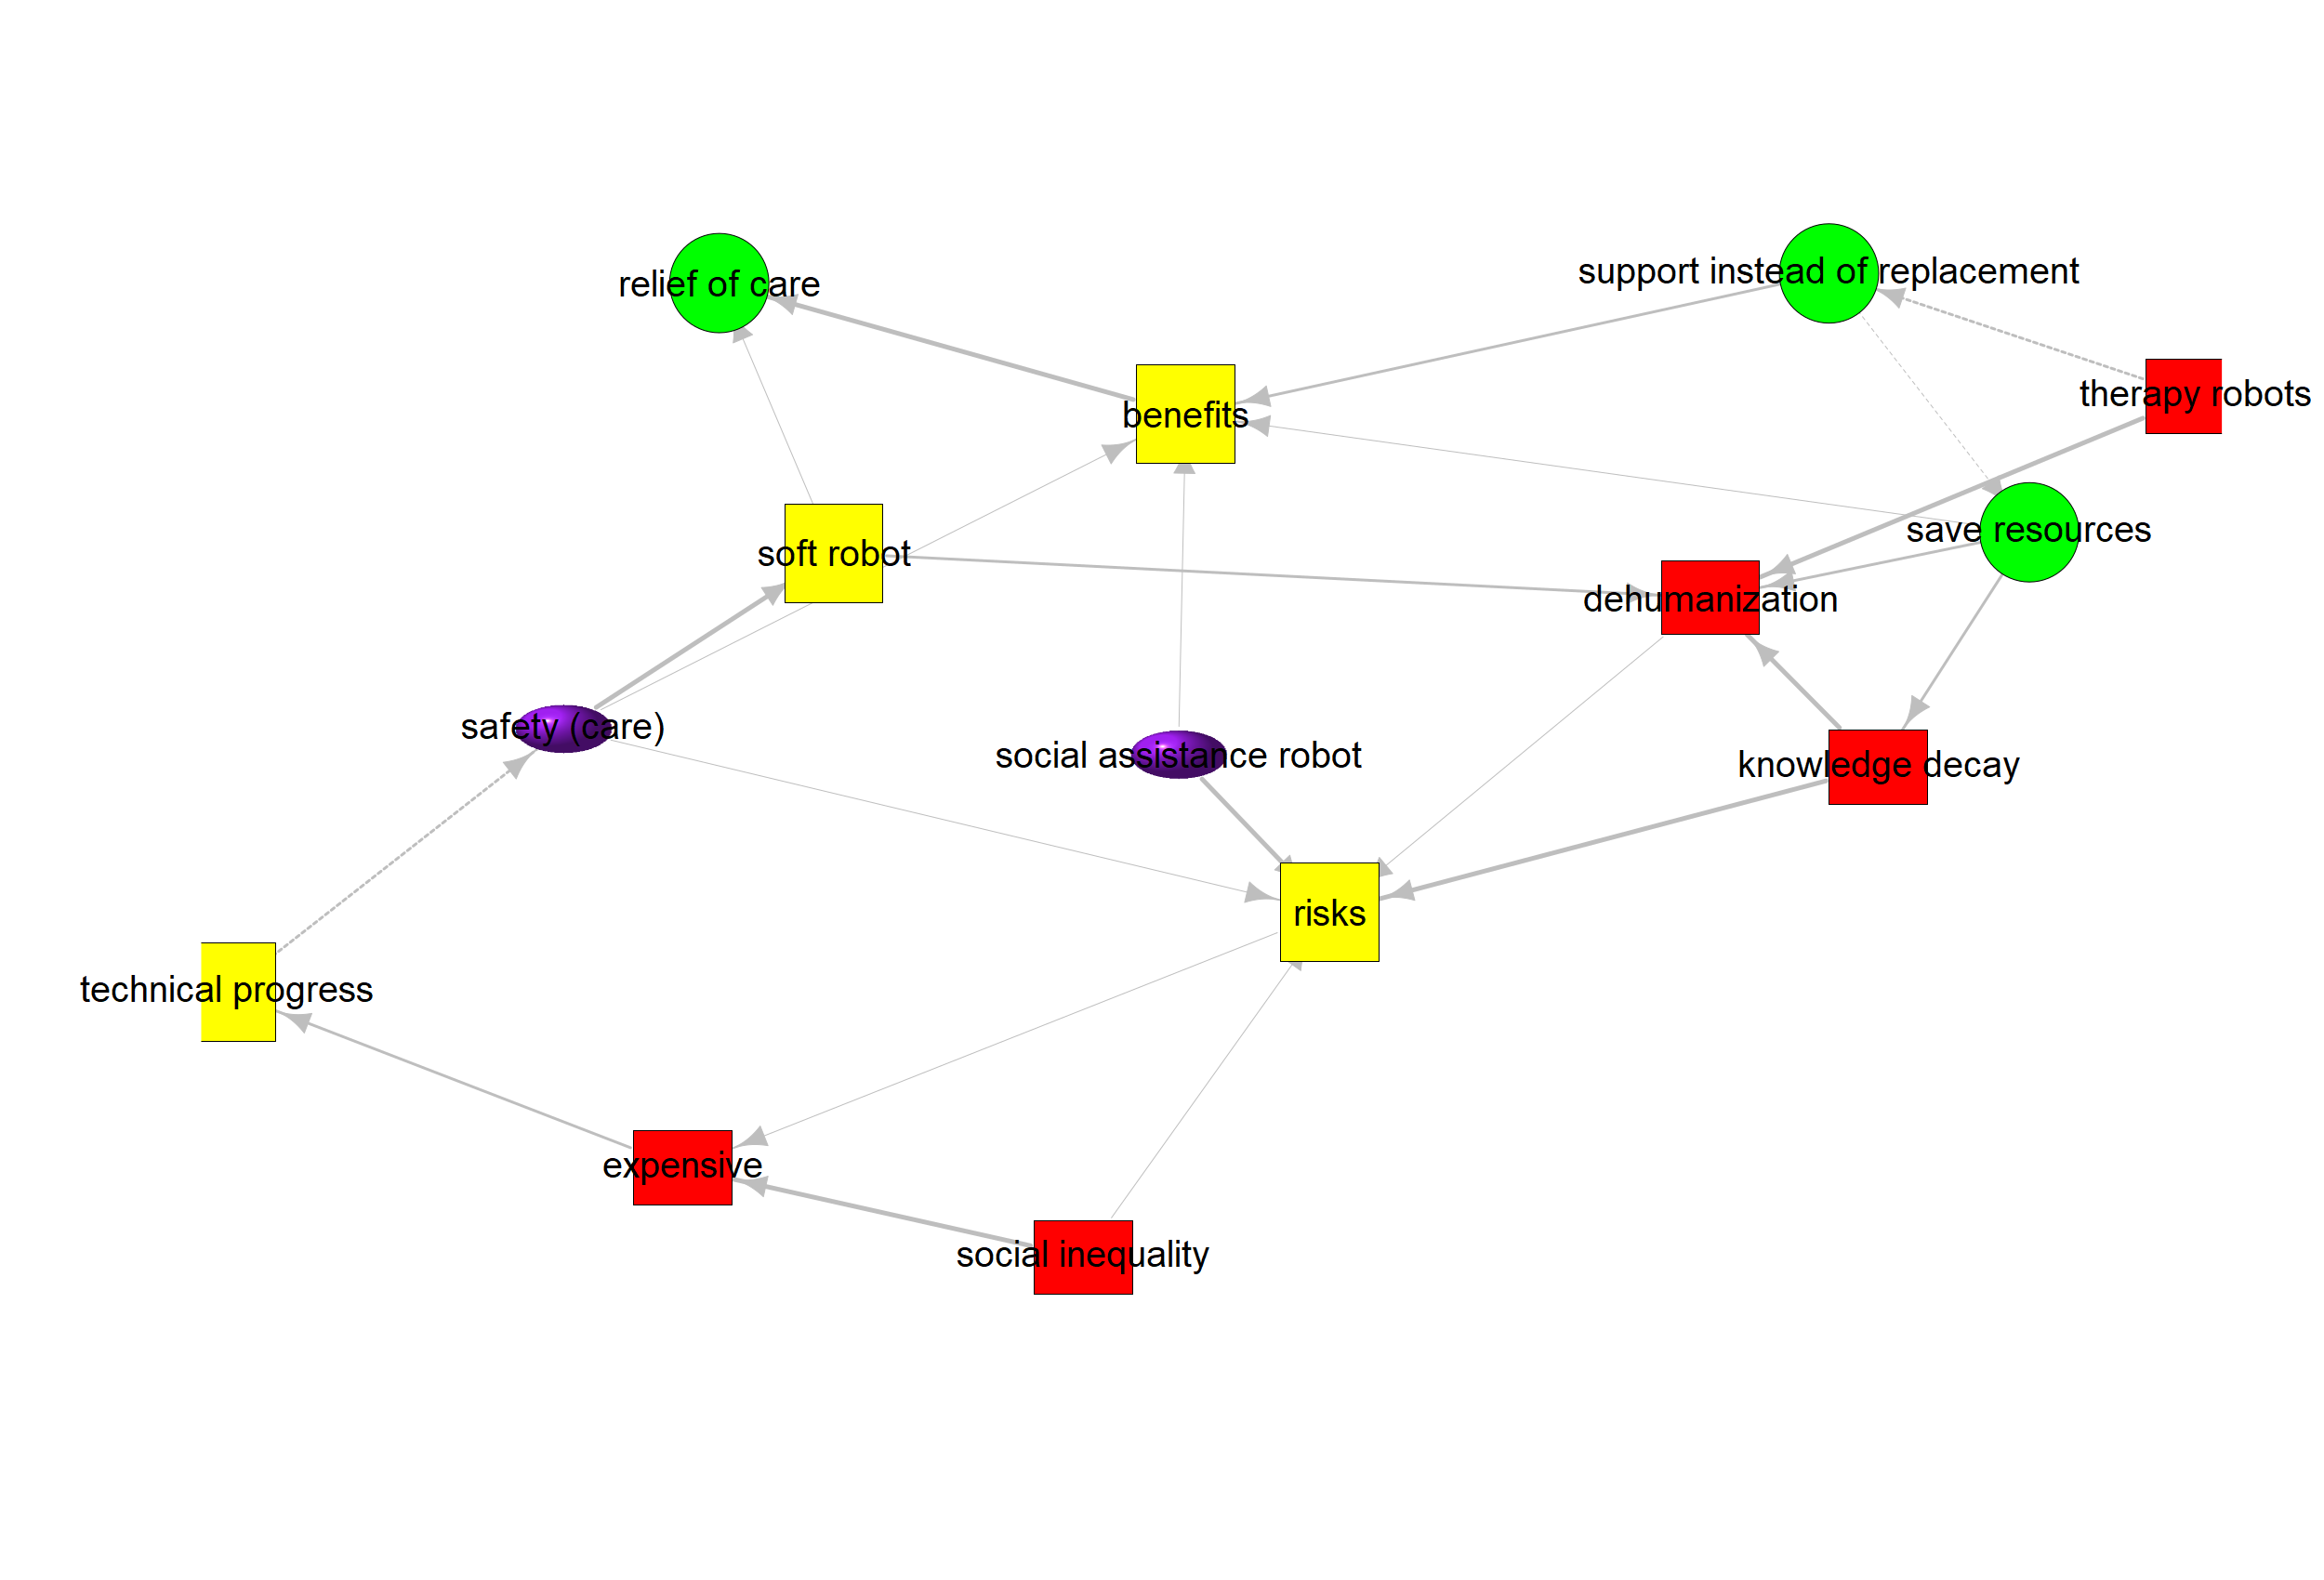 support instead of replacement
relief of care
therapy robots
benefits
save resources
soft robot
dehumanization
safety (care)
social assistance robot
knowledge decay
risks
technical progress
expensive
social inequality